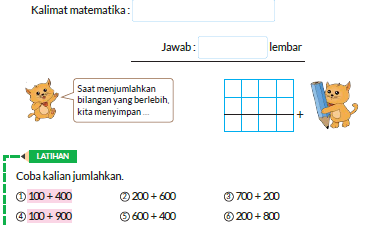 Kalimat matematika :
Jawab : lembar
Saat menjumlahkan
bilangan yang berlebih,
kita menyimpan ...
+
LATIHAN
Coba kalian jumlahkan.
① 100 + 400 ② 200 + 600 ③ 700 + 200
④ 100 + 900 ⑤ 600 + 400 ⑥ 200 + 800